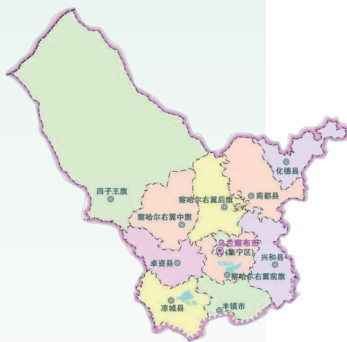 化德县
四子王旗
商都县
察哈尔右翼后旗
察哈尔右翼中旗
乌兰察布市
(集宁区)
卓资县
兴和县
察哈尔右翼前旗
凉城县
丰镇市